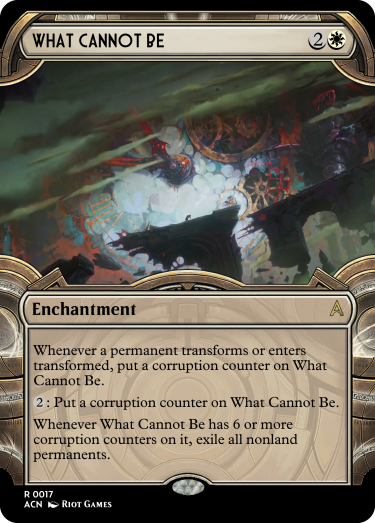 WHAT CANNOT BE 2
Enchantment
Whenever a permanent transforms or enters
transformed, put a corruption counter on What
Cannot Be.
2: Put a corruption counter on What Cannot Be.
Whenever What Cannot Be has 6 or more
corruption counters on it, exile all nonland
permanents.
R 0017
ACN RIOT GAMES